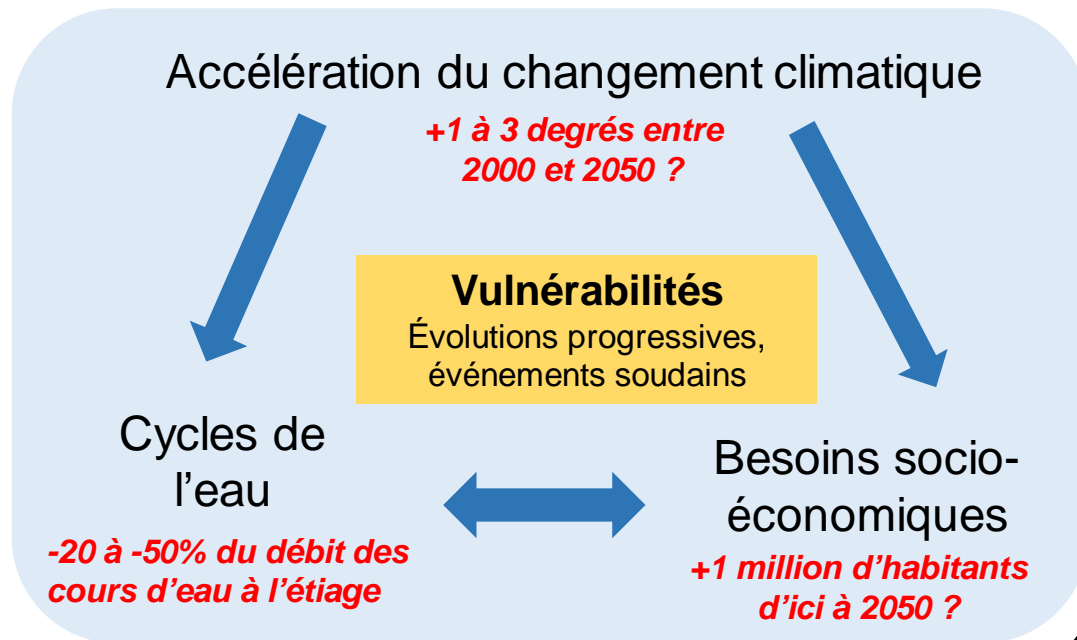 Accélération du changement climatique
+1 à 3 degrés entre
2000 et 2050 ?
Vulnérabilités
Évolutions progressives,
événements soudains
Cycles de
l’eau
-20 à -50% du débit des
cours d’eau à l’étiage
Besoins socio-
économiques
+1 million d’habitants
d’ici à 2050 ?